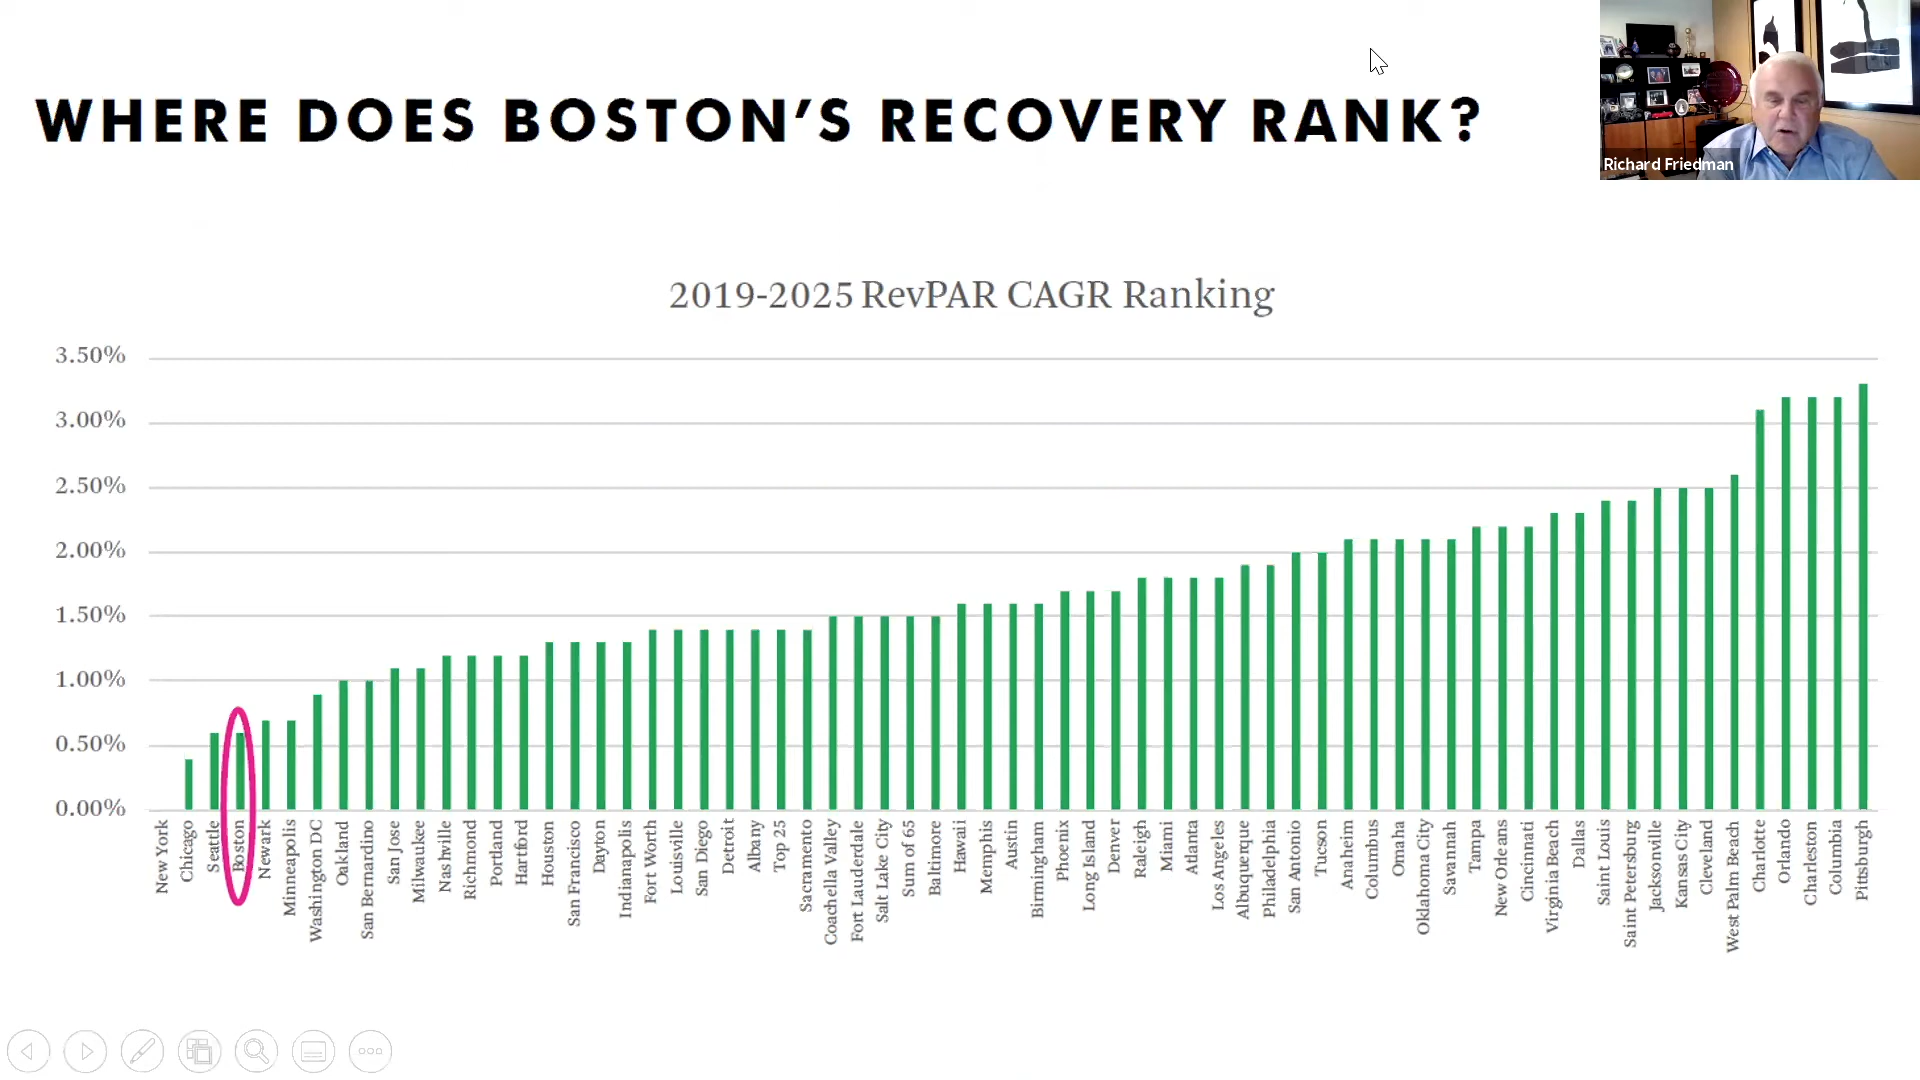 WHERE DOES BOSTON'S RECOVERY RANK?
Richard Friedman
2019-2025 RevPAR CAGR Ranking
3.50%
3.00%
2.50%
2.00%
1.50%
1.00%
0.50%
0.00%
New York
Chicago
Seattle
Boston
Newark
Minneapolis
Washington DC
Oakland
San Bernardino
San Jose
Milwaukee
Nashville
Richmond
Portland
Hartford
Houston
San Francisco
Dayton
Indianapolis
Fort Worth
Louisville
San Diego
Detroit
Albany
Top 25
Sacramento
Coachella Valley
Fort Lauderdale
Salt Lake City
Sum of 65
Baltimore
Hawaii
Memphis
Austin
Birmingham
Phoenix
Long Island
Denver
Raleigh
Miami
Atlanta
Los Angeles
Albuquerque
Philadelphia
San Antonio
Tucson
Anaheim
Columbus
Omaha
Oklahoma City
Savannah
Tampa
New Orleans
Cincinnati
Virginia Beach
Dallas
Saint Louis
Saint Petersburg
Jacksonville
Kansas City
Cleveland
West Palm Beach
Charlotte
Orlando
Charleston
Columbia
Pittsburgh